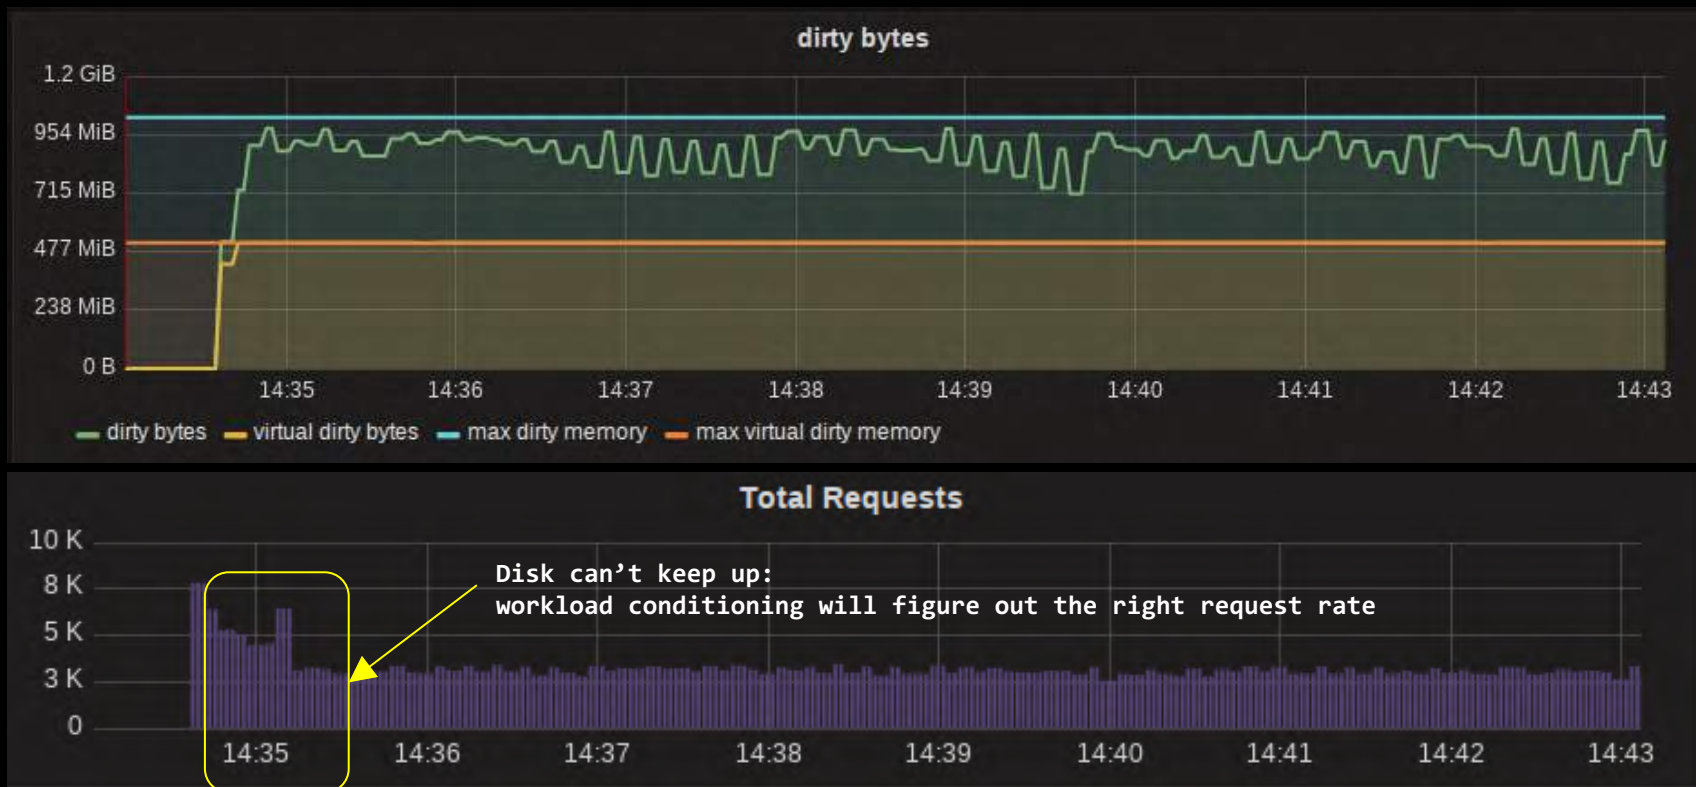 dirty bytes
1.2 GiB
954 MiB
715 MiB
477 MiB
238 MiB
0 B
14:35 14:36 14:37 14:38 14:39 14:40 14:41 14:42 14:43
dirty bytes virtual dirty bytes max dirty memory max virtual dirty memory
Total Requests
10 K
8 K
5 K
3 K
0
Disk can’t keep up:
workload conditioning will figure out the right request rate
14:35 14:36 14:37 14:38 14:39 14:40 14:41 14:42 14:43